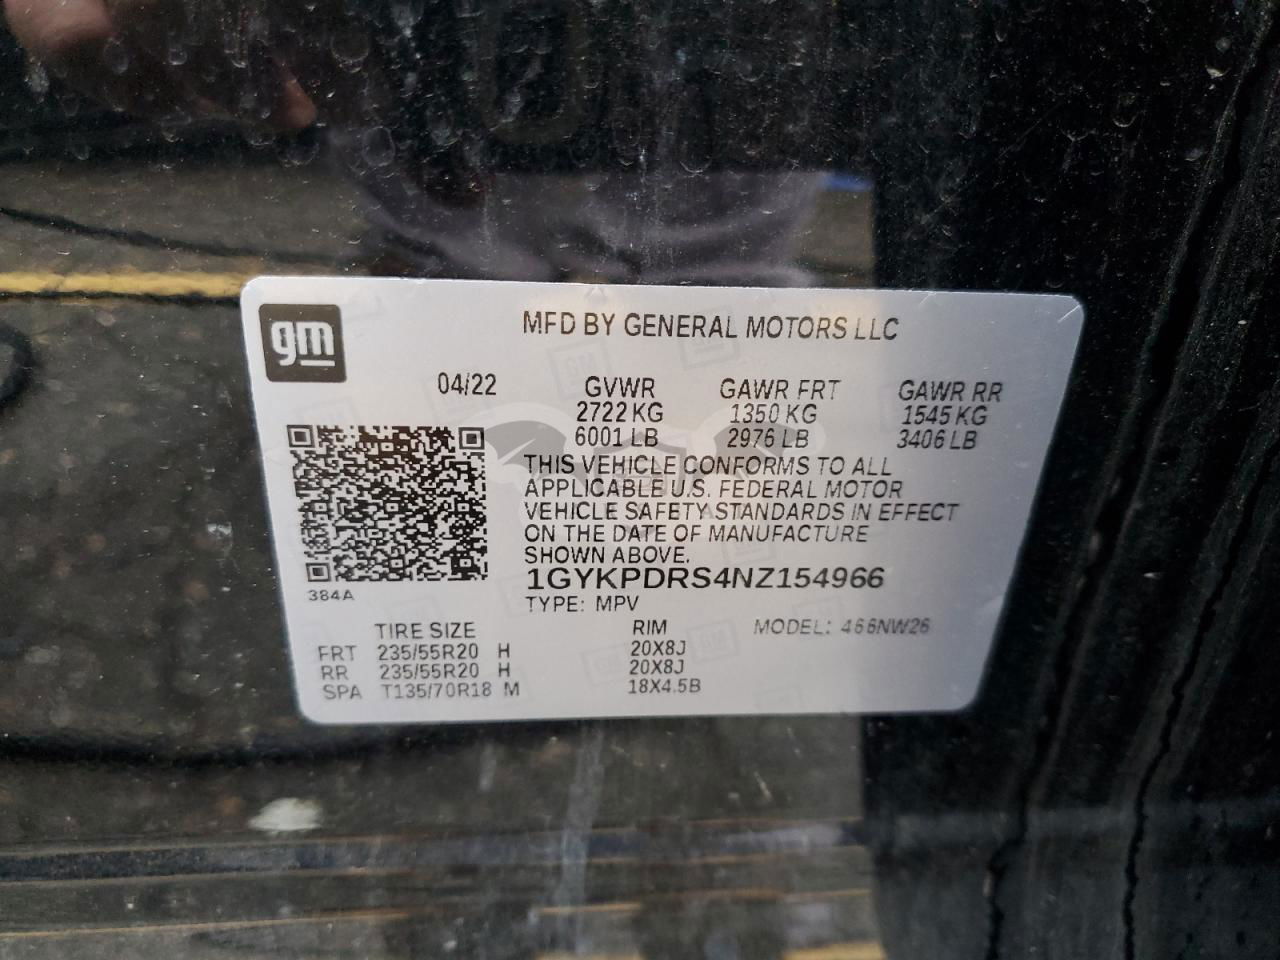 gm
MFD BY GENERAL MOTORS LLC
04/22 GVWR GAWR FRT GAWR RR
2722 KG 1350 KG 1545 KG
6001 LB 2976 LB 3406 LB
THIS VEHICLE CONFORMS TO ALL
APPLICABLE U.S. FEDERAL MOTOR
VEHICLE SAFETY STANDARDS IN EFFECT
ON THE DATE OF MANUFACTURE
SHOWN ABOVE.
384A
1GYKPDRS4NZ154966
TYPE: MPV
TIRE SIZE RIM MODEL: 466NW26
FRT 235/55R20 H 20X8J
RR 235/55R20 H 20X8J
SPA T135/70R18 M 18X4.5B